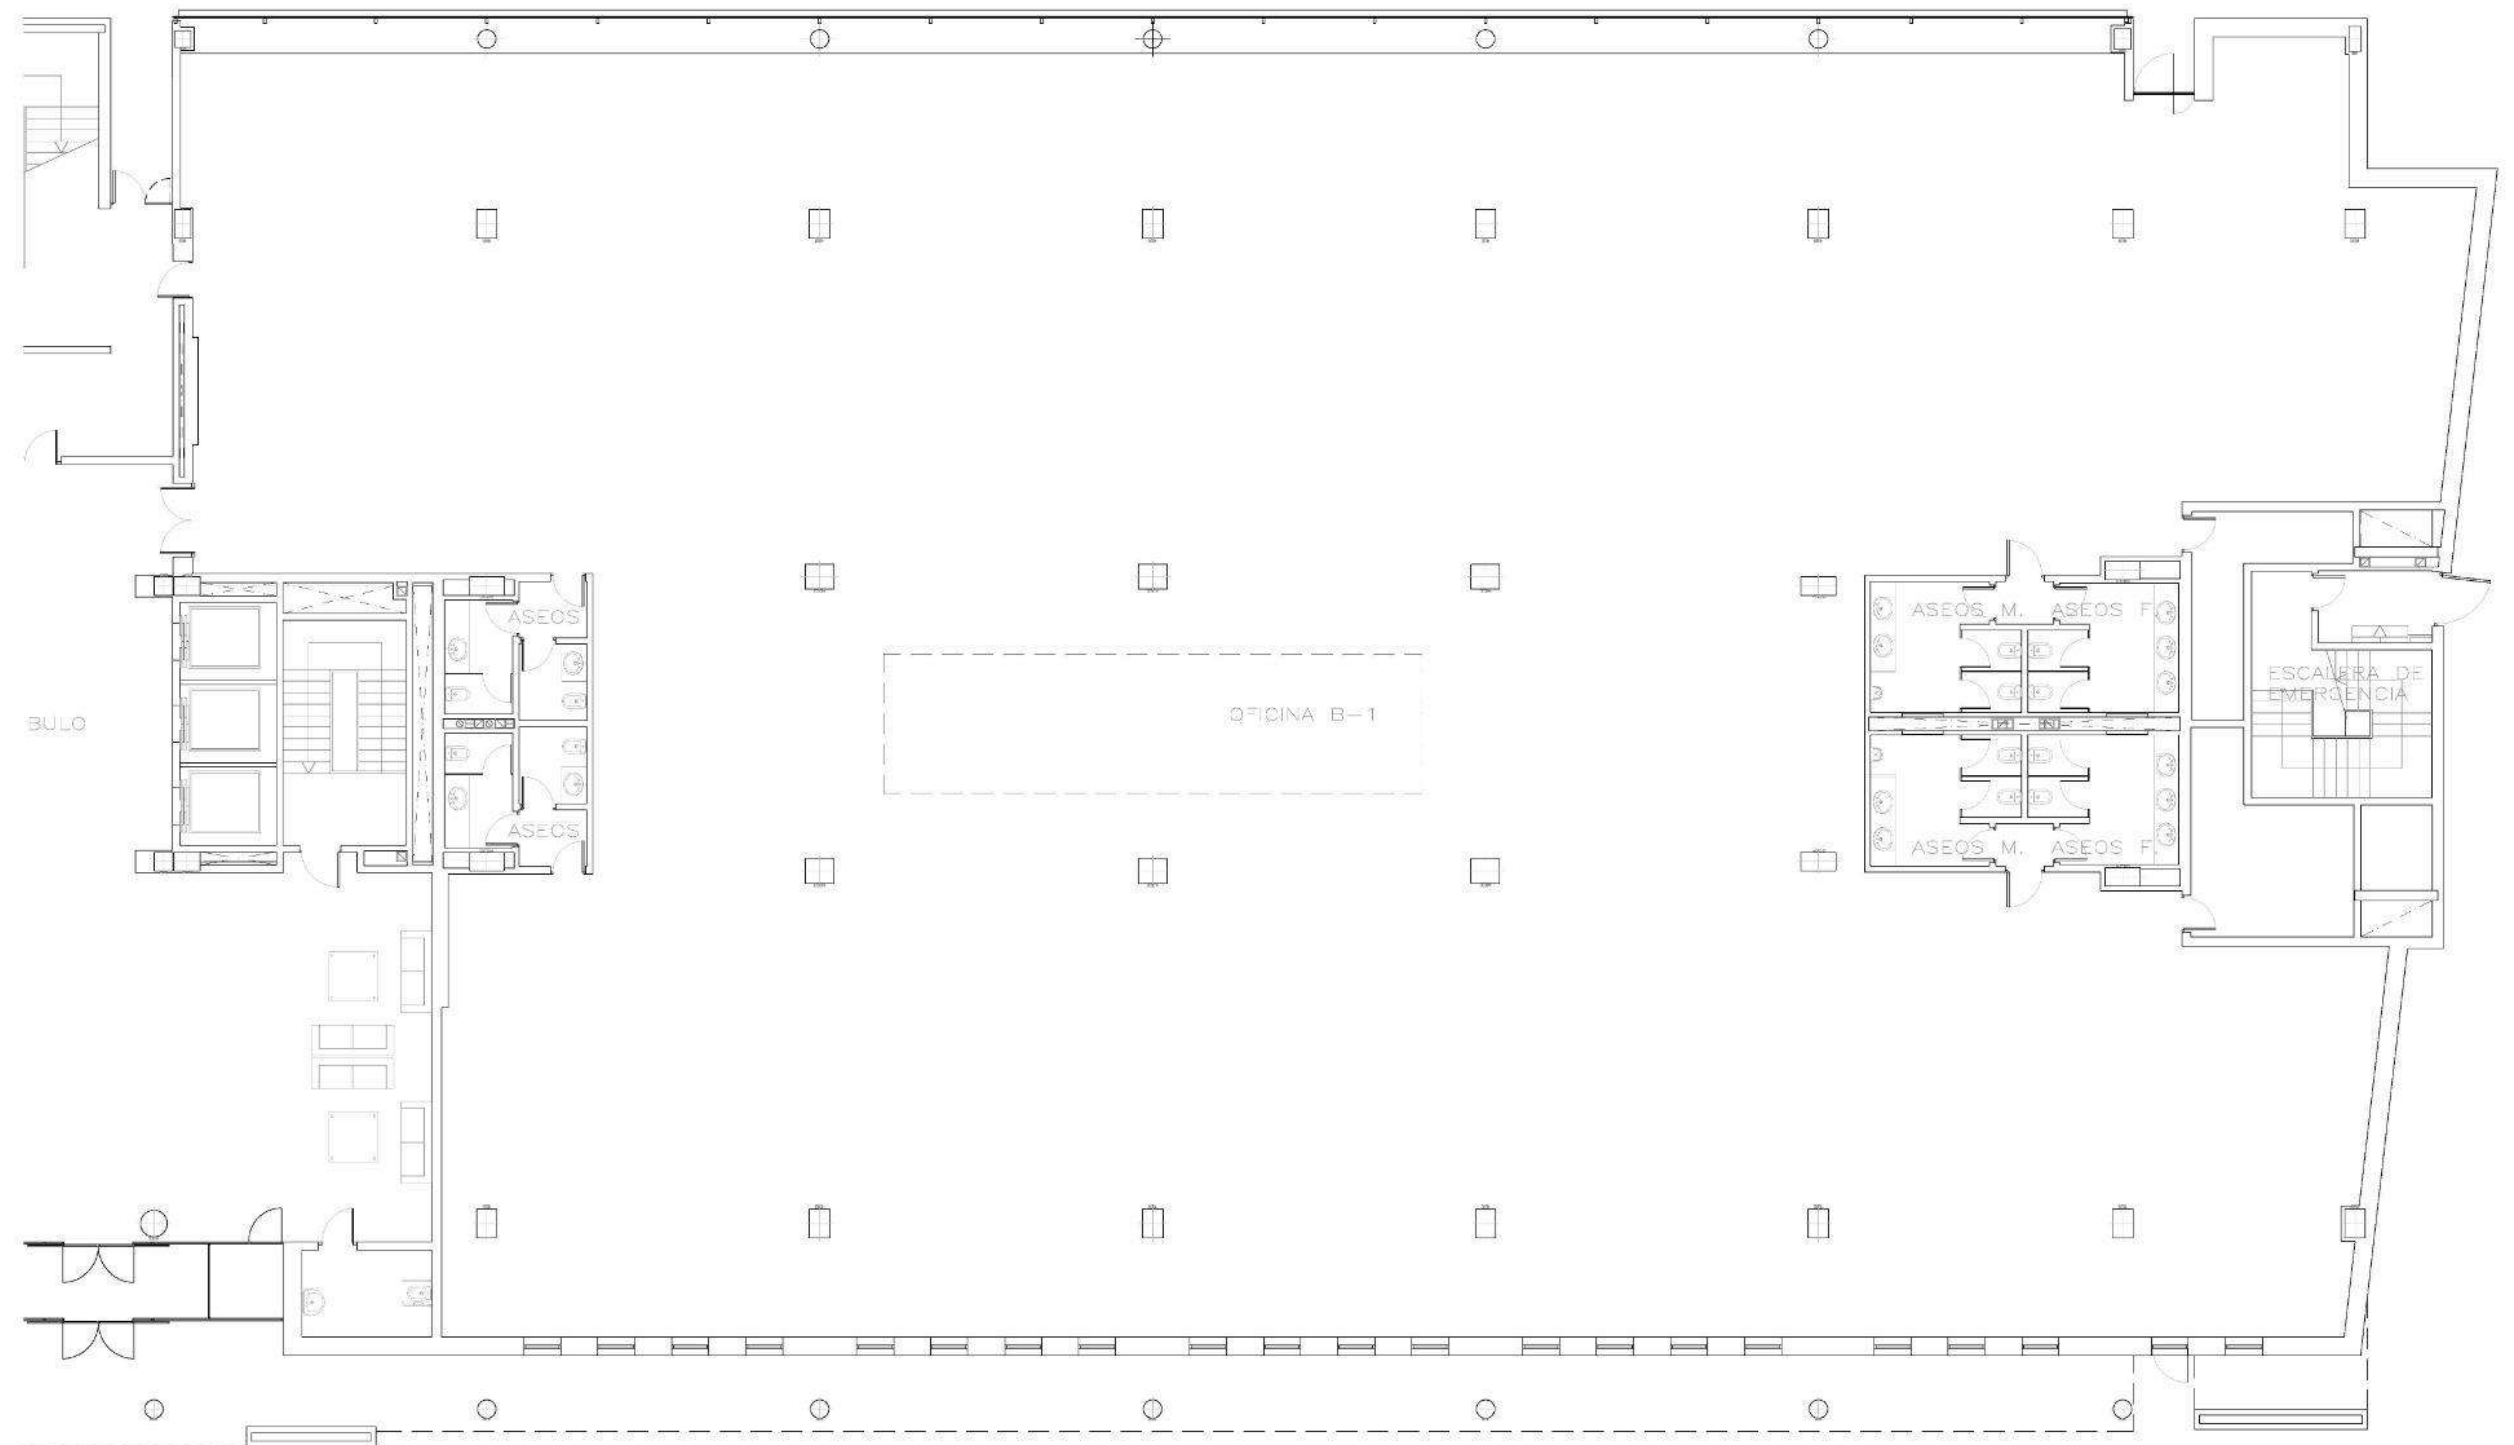 ASEOS
ASEOS M.
ASEOS F.
ESCALERA DE
EMERGENCIA
OFICINA B-1
BULO
ASEOS
ASEOS M.
ASEOS F.